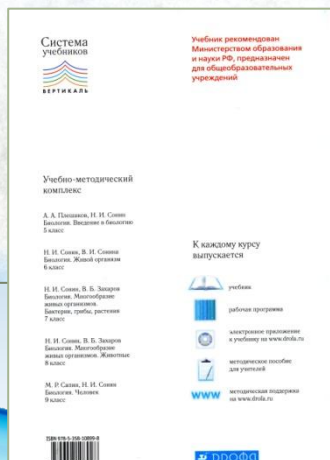 Система
учебников
ВЕРТИКАЛЬ
Учебник рекомендован
Министерством образования
и науки РФ, предназначен
для общеобразовательных
учреждений
Учебно-методический
комплекс
А. А. Плешаков, Н. И. Сонин
Биология. Введение в биологию
5 класс
Н. И. Сонин, В. И. Сонина
Биология. Живой организм
6 класс
Н. И. Сонин, В. Б. Захаров
Биология. Многообразие
живых организмов.
Бактерии, грибы, растения
7 класс
Н. И. Сонин, В. Б. Захаров
Биология. Многообразие
живых организмов. Животные
8 класс
М. Р. Сапин, Н. И. Сонин
Биология. Человек
9 класс
К каждому курсу
выпускается
учебник
рабочая программа
электронное приложение
к учебнику на www.drofa.ru
методическое пособие
для учителей
www
методическая поддержка
на www.drofa.ru
дрофа